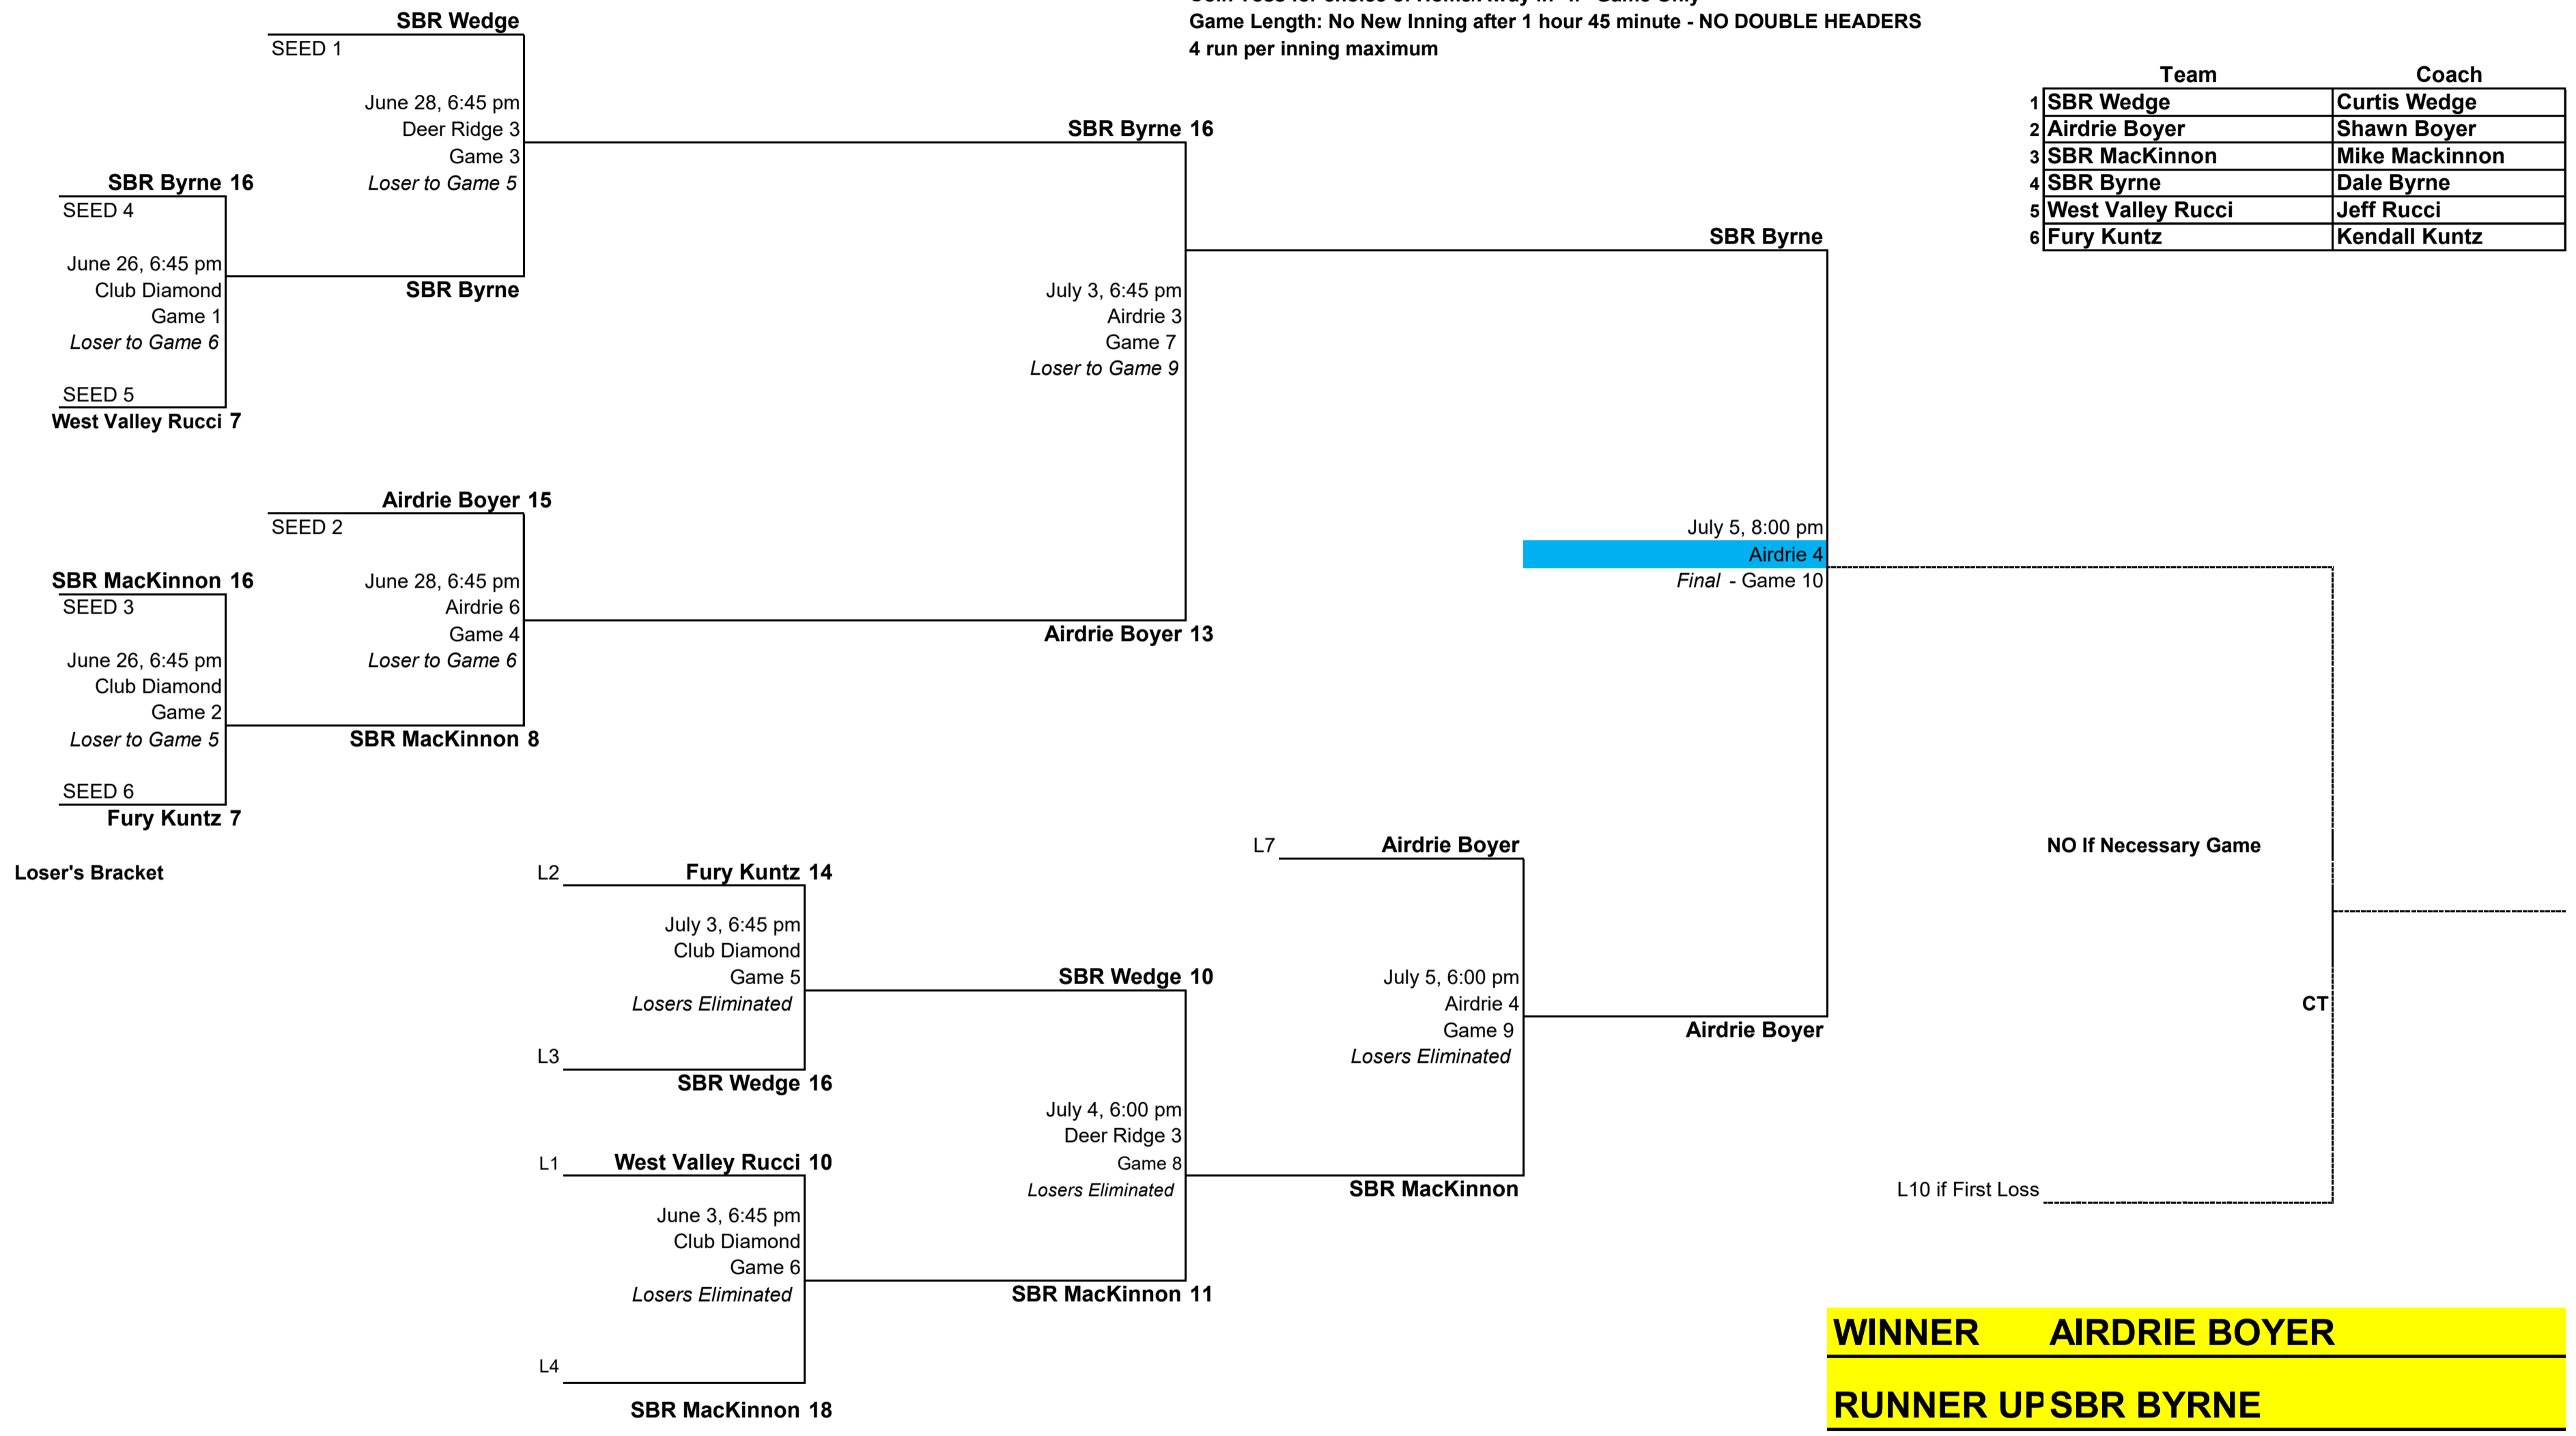 Game Length: No New Inning after 1 hour 45 minute - NO DOUBLE HEADERS
4 run per inning maximum
Team Coach
1 SBR Wedge Curtis Wedge
2 Airdrie Boyer Shawn Boyer
3 SBR MacKinnon Mike Mackinnon
4 SBR Byrne Dale Byrne
5 West Valley Rucci Jeff Rucci
6 Fury Kuntz Kendall Kuntz
SBR Wedge
SEED 1
June 28, 6:45 pm
Deer Ridge 3
Game 3
Loser to Game 5
SBR Byrne
SBR Byrne 16
SEED 4
June 26, 6:45 pm
Club Diamond
Game 1
Loser to Game 6
SEED 5
West Valley Rucci 7
Airdrie Boyer 15
SEED 2
June 28, 6:45 pm
Airdrie 6
Game 4
Loser to Game 6
SBR MacKinnon 8
SBR MacKinnon 16
SEED 3
June 26, 6:45 pm
Club Diamond
Game 2
Loser to Game 5
SEED 6
Fury Kuntz 7
SBR Byrne 16
July 3, 6:45 pm
Airdrie 3
Game 7
Loser to Game 9
Airdrie Boyer 13
SBR Byrne
July 5, 8:00 pm
Airdrie 4
Final - Game 10
Airdrie Boyer
Loser's Bracket
L2 Fury Kuntz 14
July 3, 6:45 pm
Club Diamond
Game 5
Losers Eliminated
L3
SBR Wedge 16
L1 West Valley Rucci 10
June 3, 6:45 pm
Club Diamond
Game 6
Losers Eliminated
L4
SBR MacKinnon 18
SBR Wedge 10
July 4, 6:00 pm
Deer Ridge 3
Game 8
Losers Eliminated
SBR MacKinnon 11
L7 Airdrie Boyer
July 5, 6:00 pm
Airdrie 4
Game 9
Losers Eliminated
SBR MacKinnon
NO If Necessary Game
CT
L10 if First Loss
WINNER AIRDRIE BOYER
RUNNER UP SBR BYRNE